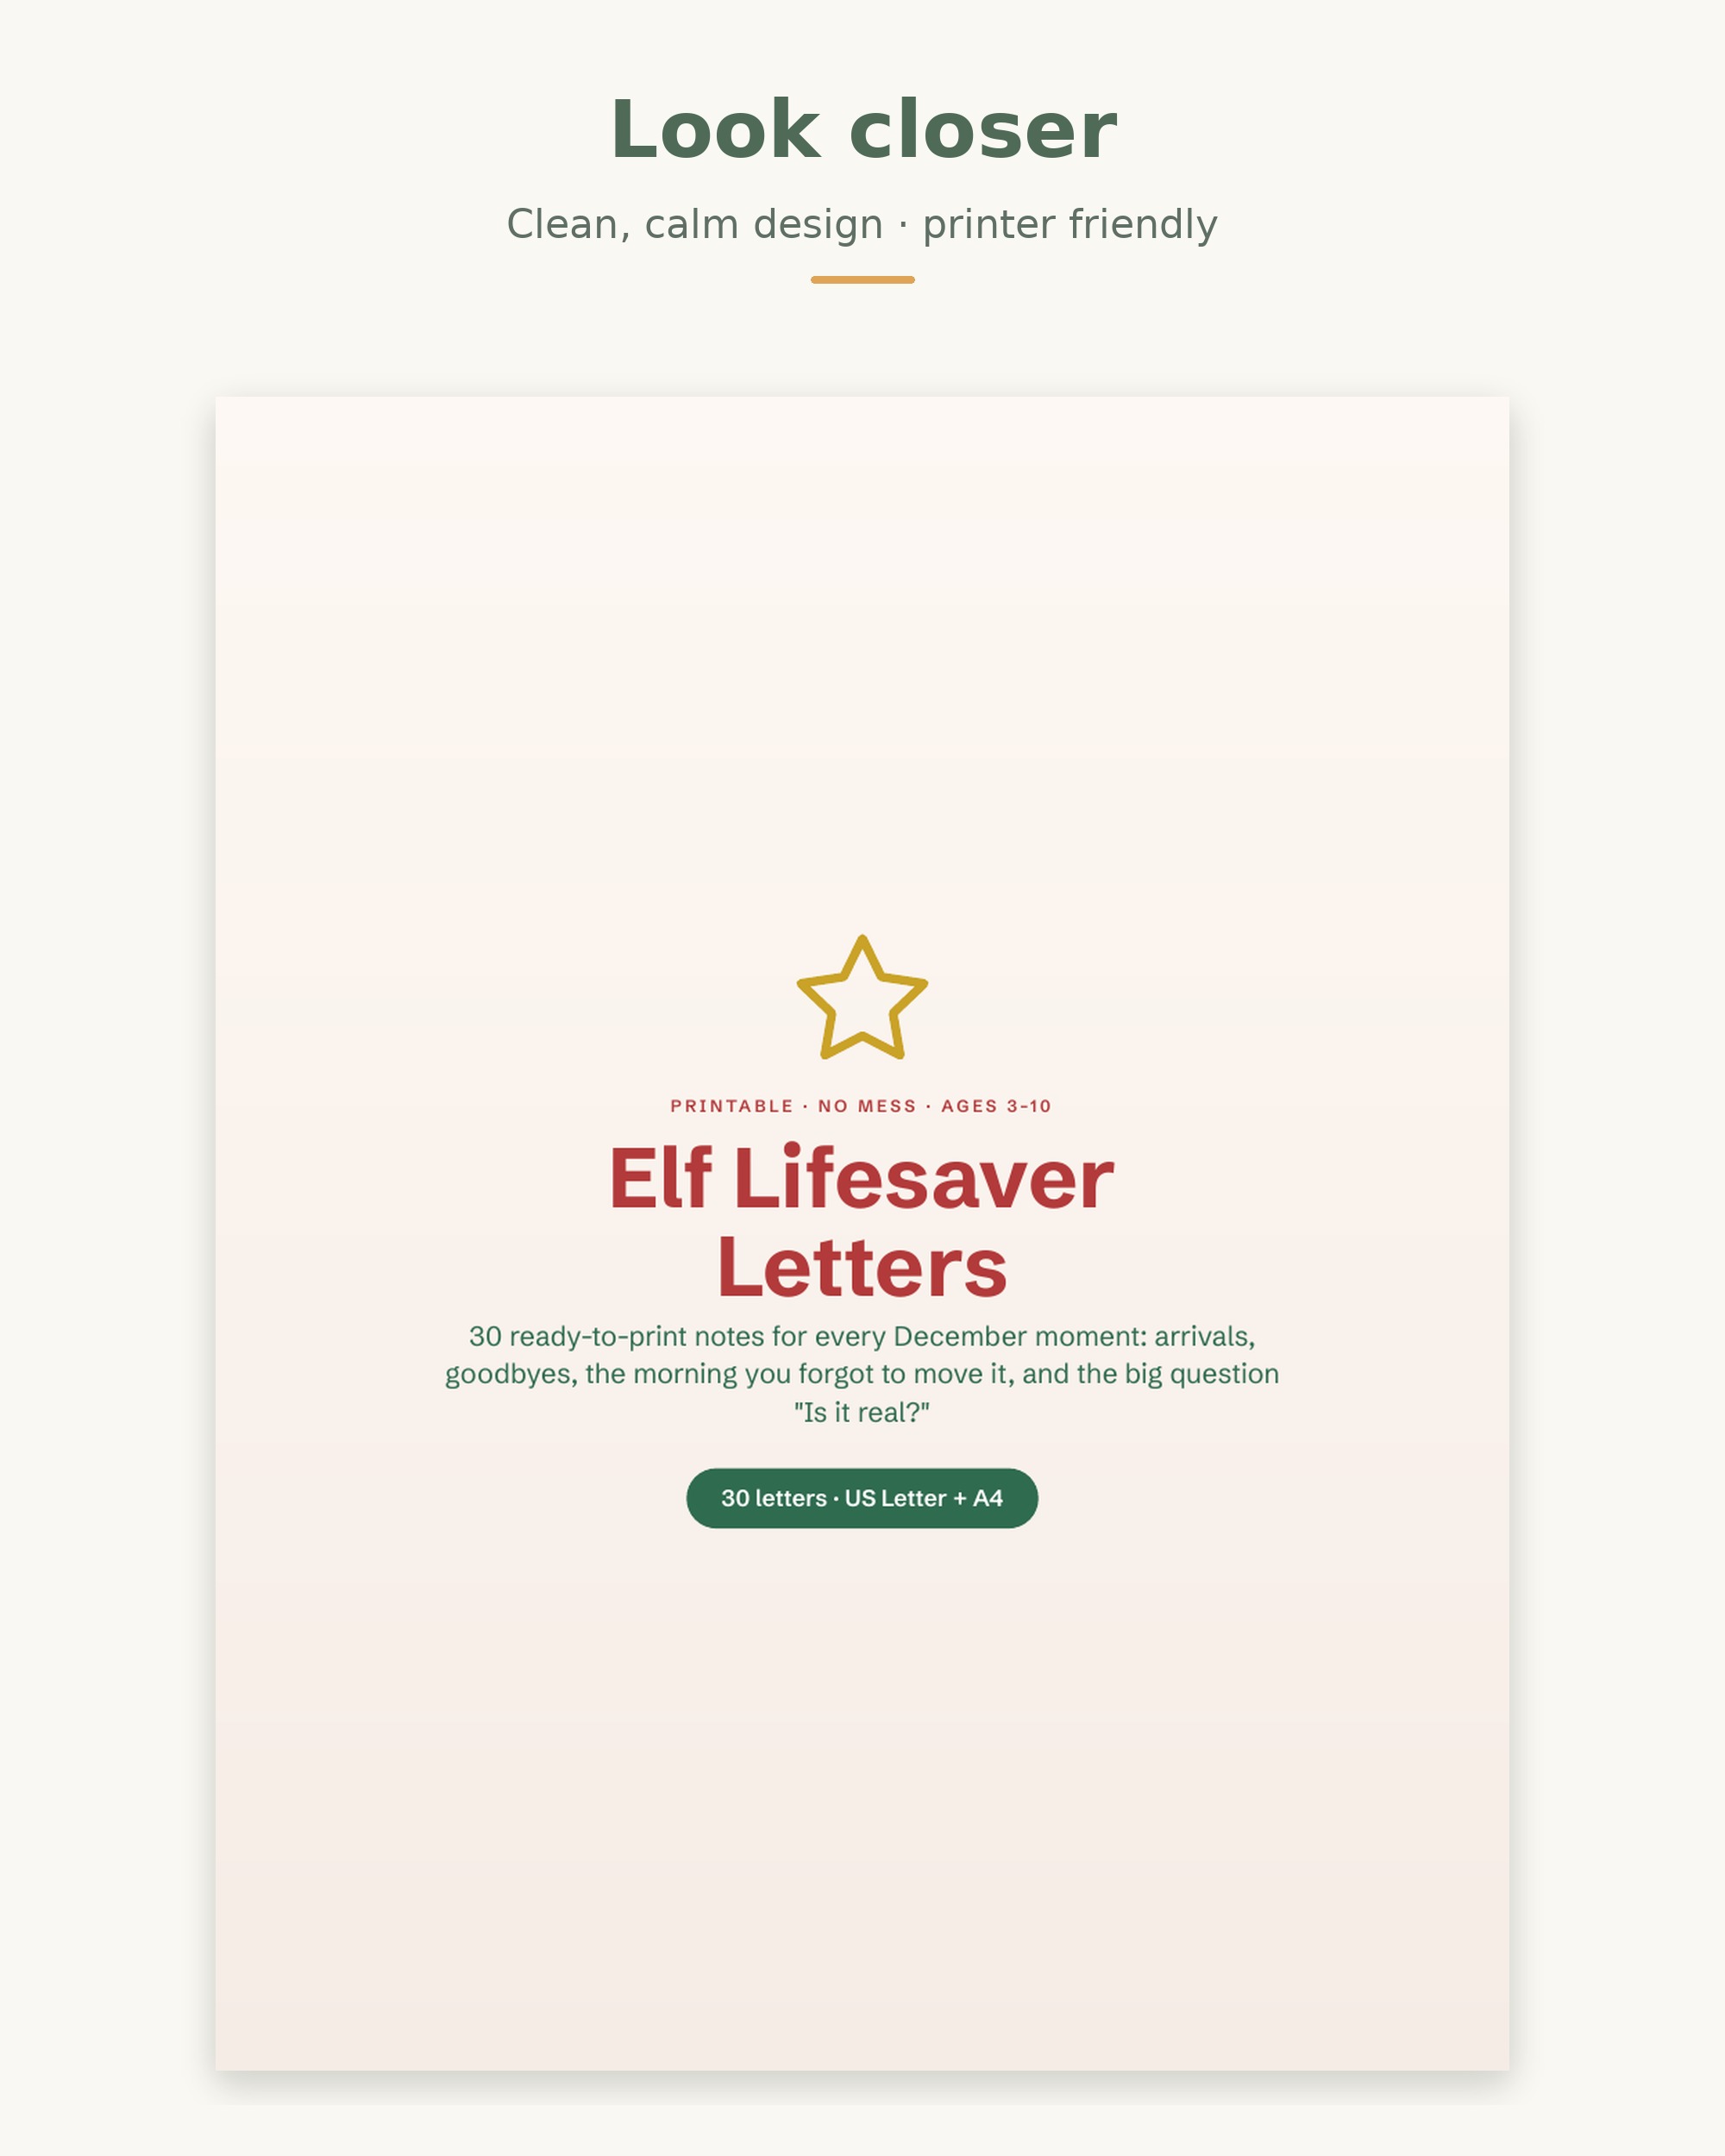 Look closer
Clean, calm design · printer friendly
PRINTABLE · NO MESS · AGES 3-10
Elf Lifesaver
Letters
30 ready-to-print notes for every December moment: arrivals,
goodbyes, the morning you forgot to move it, and the big question
"Is it real?"
30 letters · US Letter + A4